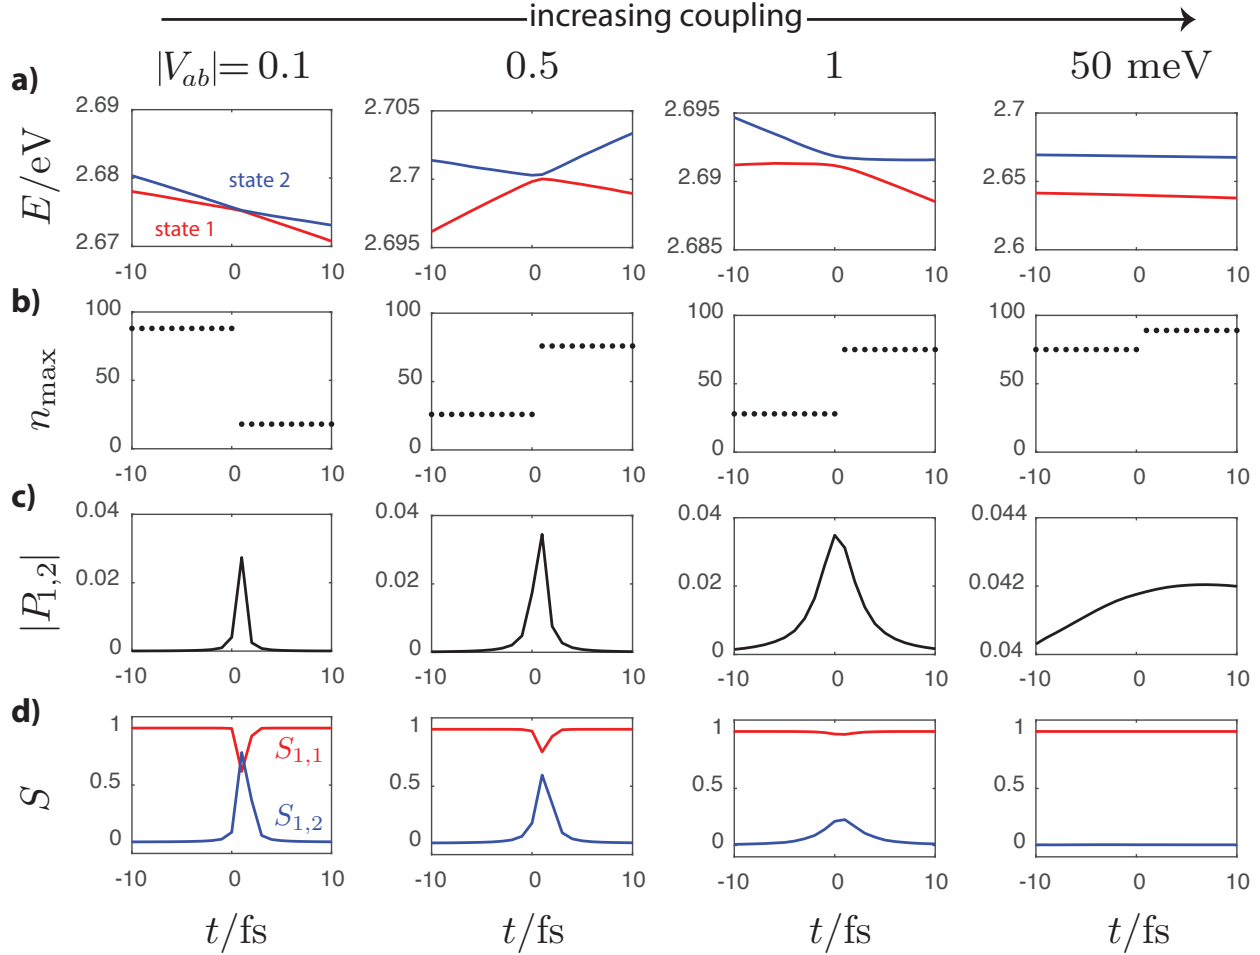 increasing coupling
|V_ab|= 0.1 0.5 1 50 meV
a)
E/eV
2.69 2.68 2.67
state 2
state 1
-10 0 10
2.705 2.7 2.695
-10 0 10
2.695 2.69 2.685
-10 0 10
2.7 2.65 2.6
-10 0 10
b)
n_max
100 50 0
-10 0 10
100 50 0
-10 0 10
100 50 0
-10 0 10
100 50 0
-10 0 10
c)
|P_1,2|
0.04 0.02 0
-10 0 10
0.04 0.02 0
-10 0 10
0.04 0.02 0
-10 0 10
0.044 0.042 0.04
-10 0 10
d)
S
1 0.5 0
S_1,1
S_1,2
-10 0 10
1 0.5 0
-10 0 10
1 0.5 0
-10 0 10
1 0.5 0
-10 0 10
t/fs t/fs t/fs t/fs